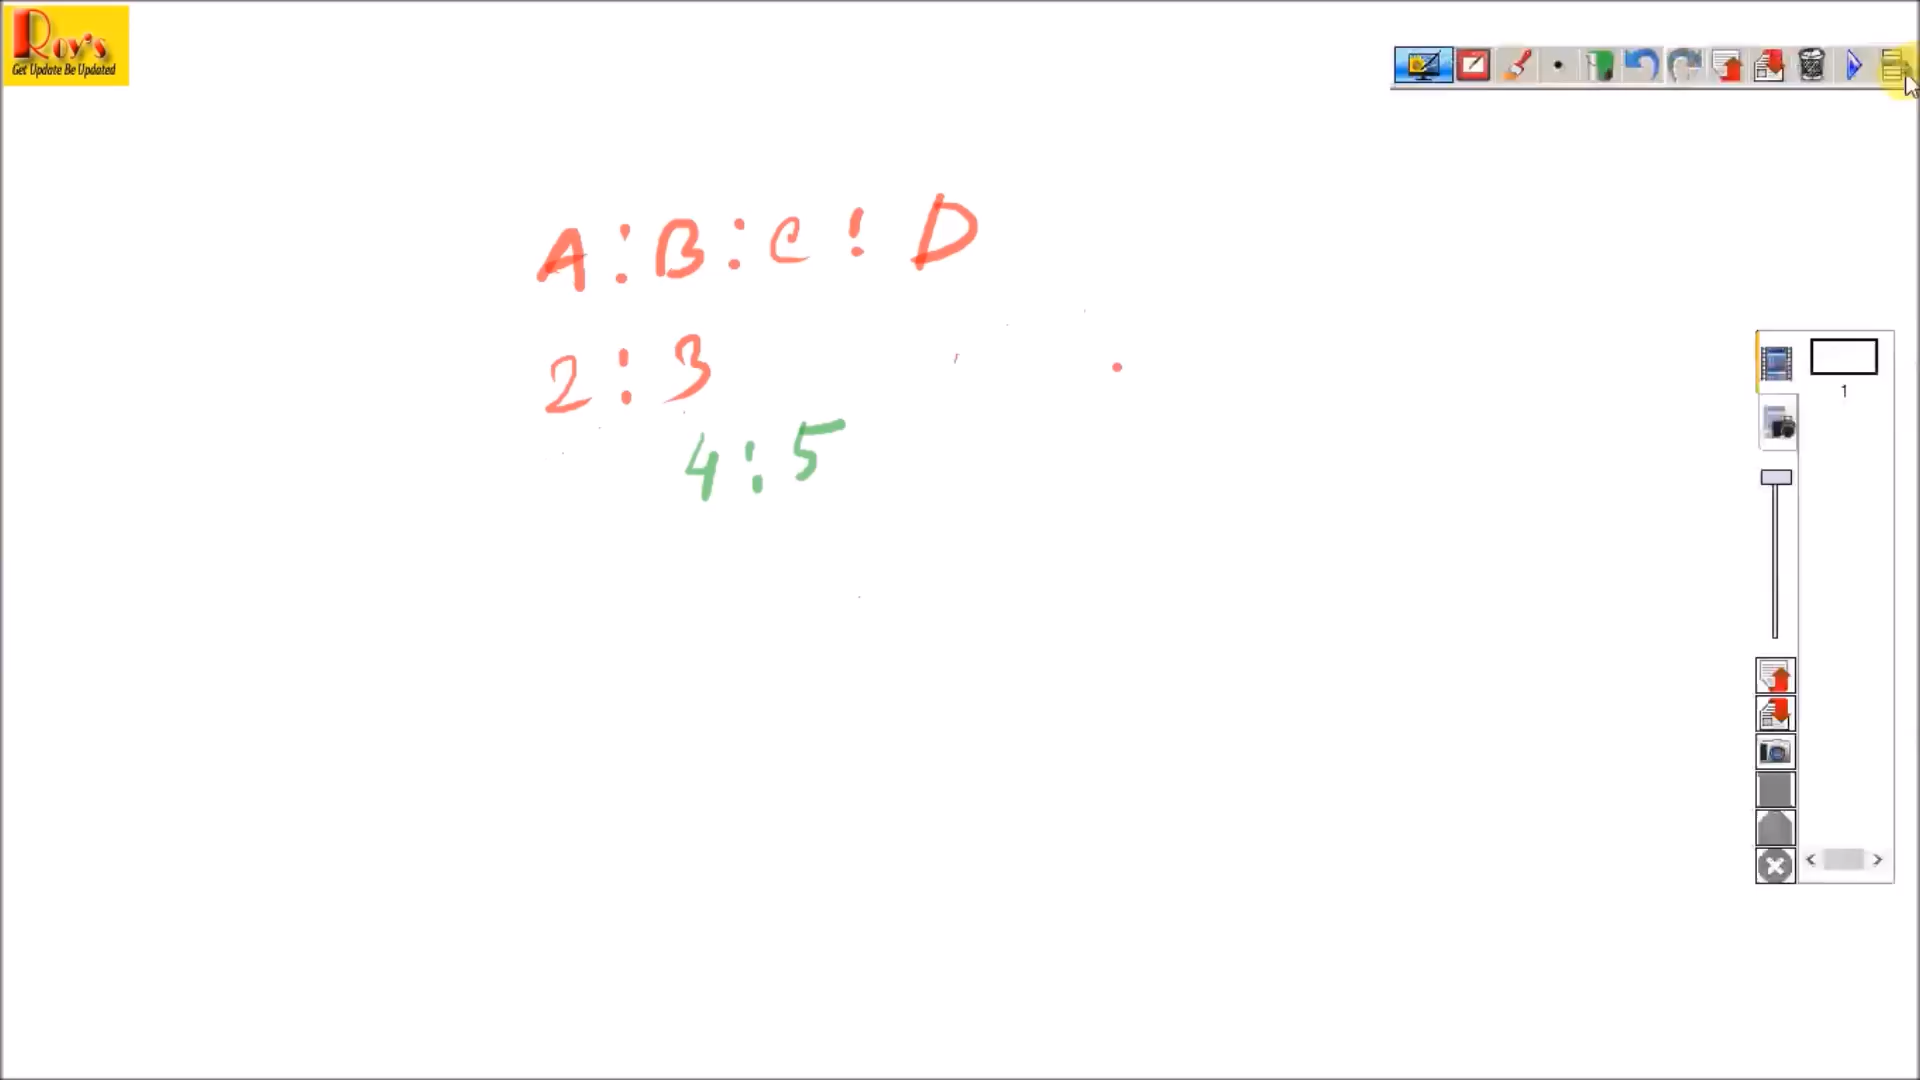 Roy's
Get Update Be Updated
A : B : C : D
2 : 3
4 : 5
1